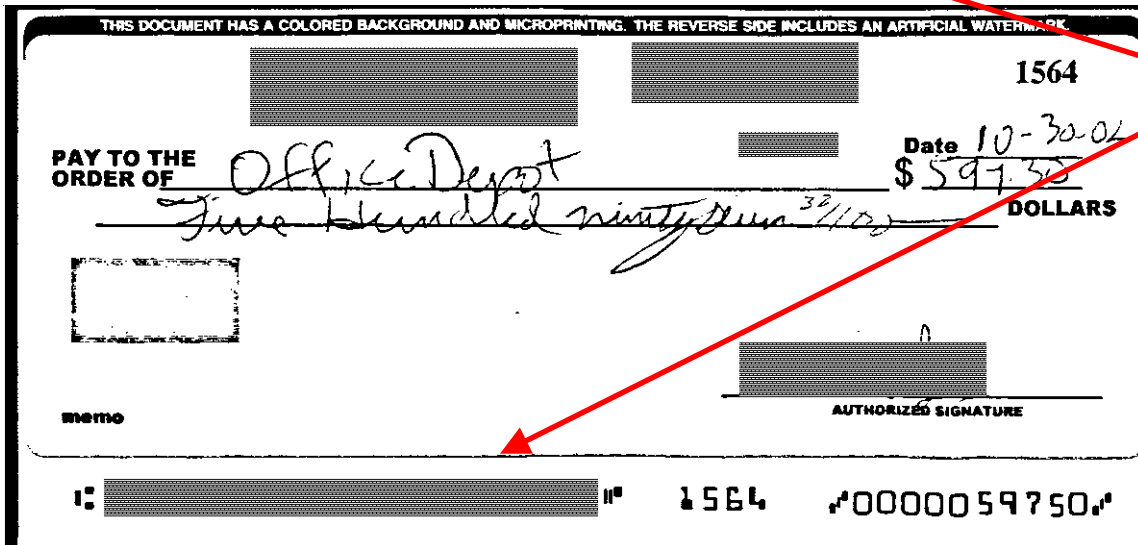 THIS DOCUMENT HAS A COLORED BACKGROUND AND MICROPRINTING. THE REVERSE SIDE INCLUDES AN ARTIFICIAL WATERMARK.
1564
Date 10-30-02
PAY TO THE
ORDER OF Office Depot $ 597.30
Five Hundred ninty seven /100 DOLLARS
memo
AUTHORIZED SIGNATURE
1564 0000059750